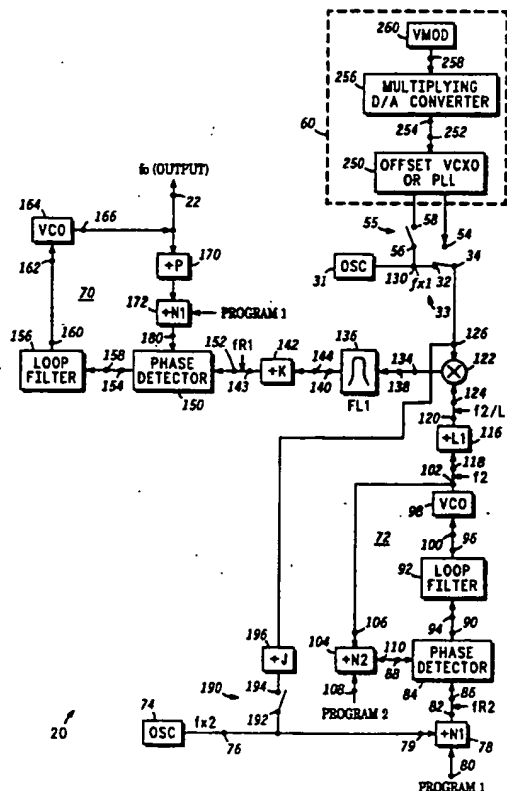 260 VMOD
258
256 MULTIPLYING
D/A CONVERTER
60
254 252
250 OFFSET VCXO
OR PLL
fo (OUTPUT)
22
164 VCO 166
55 58 54
56
31 OSC 130 fx1 32 34
33
162
70
÷P 170
172 ÷N1 PROGRAM 1
180
156 160
LOOP
FILTER
158
154
PHASE
DETECTOR
150
152 fR1
143
142
÷K
144
140
136
FL1
134
138
126
122
124
120 f2/L
÷L1 116
118
102 f2
98 VCO
72
100 96
92 LOOP
FILTER
94 90
106
104 ÷N2 110
88
PHASE
DETECTOR
84
108
PROGRAM 2
86
82 fR2
196 ÷J
190 194
192
74
OSC fx2
76
79 ÷N1 78
80
PROGRAM 1
20